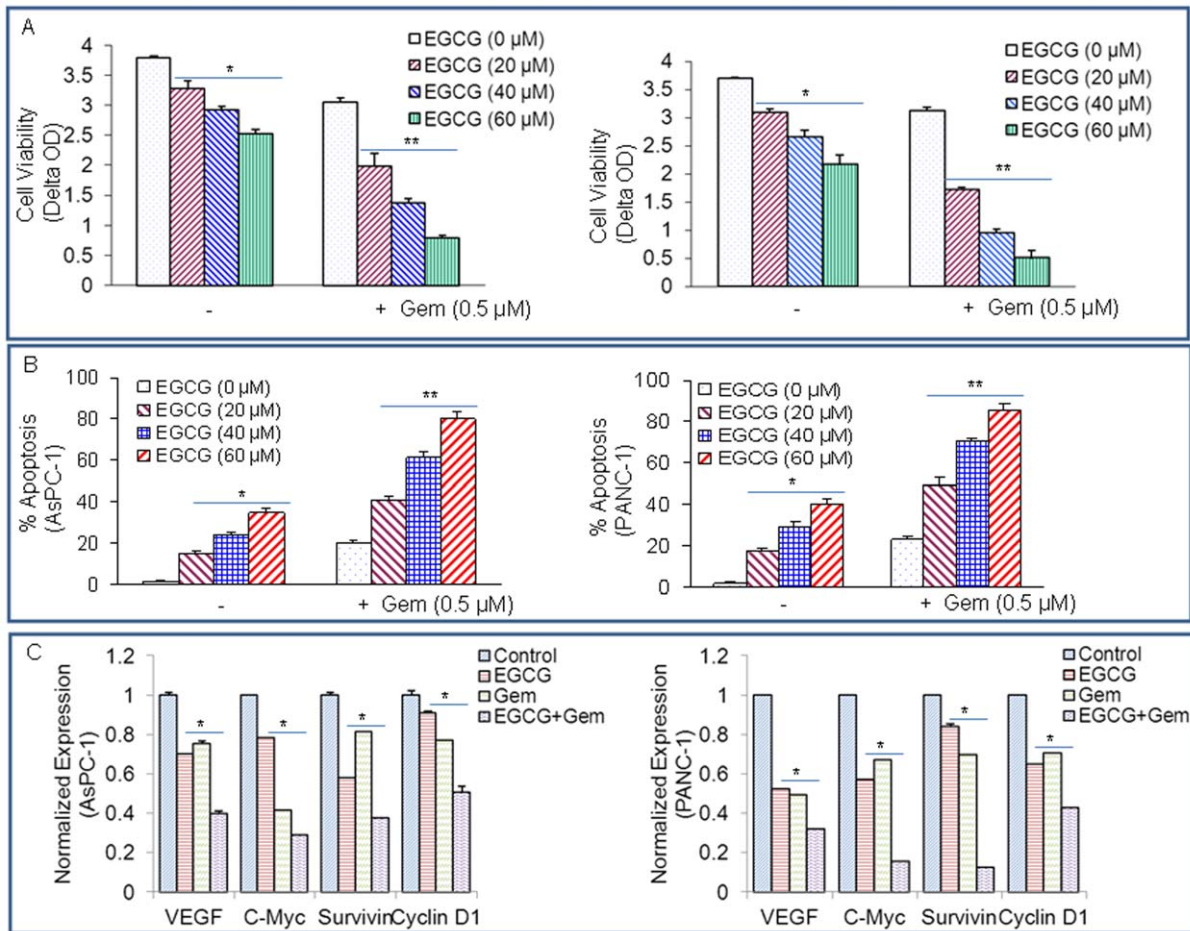 A
Cell Viability
(Delta OD)
4
3.5
3
2.5
2
1.5
1
0.5
0
EGCG (0 µM)
EGCG (20 µM)
EGCG (40 µM)
EGCG (60 µM)
*
**
-
+ Gem (0.5 µM)
Cell Viability
(Delta OD)
4
3.5
3
2.5
2
1.5
1
0.5
0
EGCG (0 µM)
EGCG (20 µM)
EGCG (40 µM)
EGCG (60 µM)
*
**
-
+ Gem (0.5 µM)
B
% Apoptosis
(AsPC-1)
100
80
60
40
20
0
EGCG (0 µM)
EGCG (20 µM)
EGCG (40 µM)
EGCG (60 µM)
*
**
-
+ Gem (0.5 µM)
% Apoptosis
(PANC-1)
100
80
60
40
20
0
EGCG (0 µM)
EGCG (20 µM)
EGCG (40 µM)
EGCG (60 µM)
*
**
-
+ Gem (0.5 µM)
C
Normalized Expression
(AsPC-1)
1.2
1
0.8
0.6
0.4
0.2
0
Control
EGCG
Gem
EGCG+Gem
*
*
*
*
VEGF C-Myc Survivin Cyclin D1
Normalized Expression
(PANC-1)
1.2
1
0.8
0.6
0.4
0.2
0
Control
EGCG
Gem
EGCG+Gem
*
*
*
*
VEGF C-Myc Survivin Cyclin D1